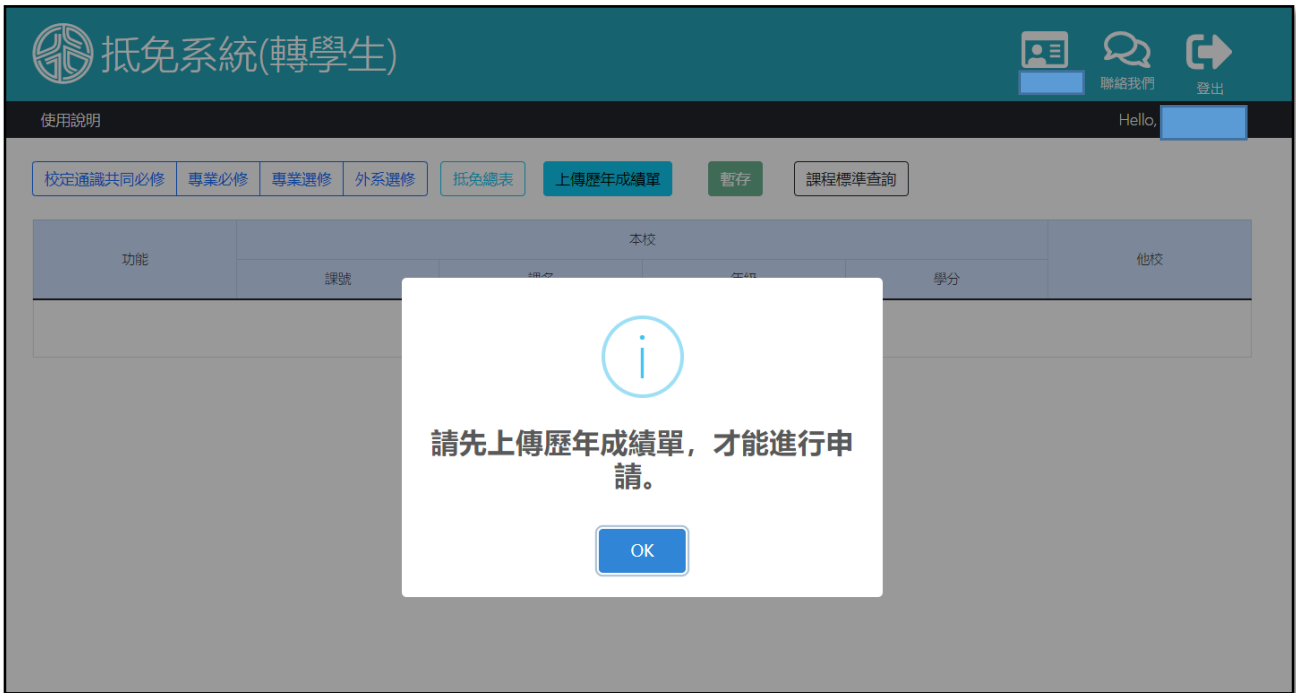 抵免系統(轉學生)
聯絡我們
登出
使用說明
Hello,
校定通識共同必修 專業必修 專業選修 外系選修 抵免總表 上傳歷年成績單 暫存 課程標準查詢
功能
本校
他校
課號
課名
年級
學分
請先上傳歷年成績單，才能進行申
請。
OK